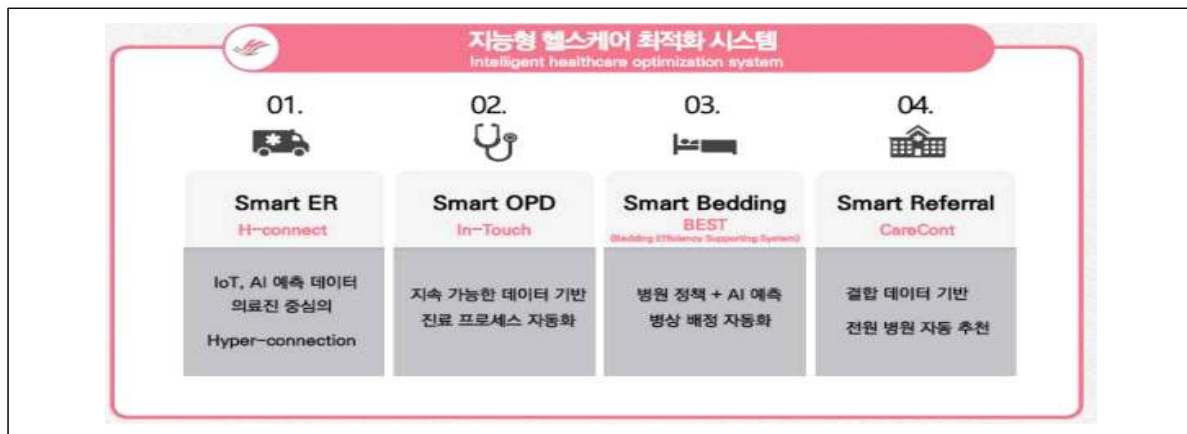 지능형 헬스케어 최적화 시스템
Intelligent healthcare optimization system
01.
Smart ER
H-connect
IoT, AI 예측 데이터
의료진 중심의
Hyper-connection
02.
Smart OPD
In-Touch
지속 가능한 데이터 기반
진료 프로세스 자동화
03.
Smart Bedding
BEST
(Bedding Efficiency Supporting System)
병원 정책 + AI 예측
병상 배정 자동화
04.
Smart Referral
CareCont
결합 데이터 기반
전원 병원 자동 추천